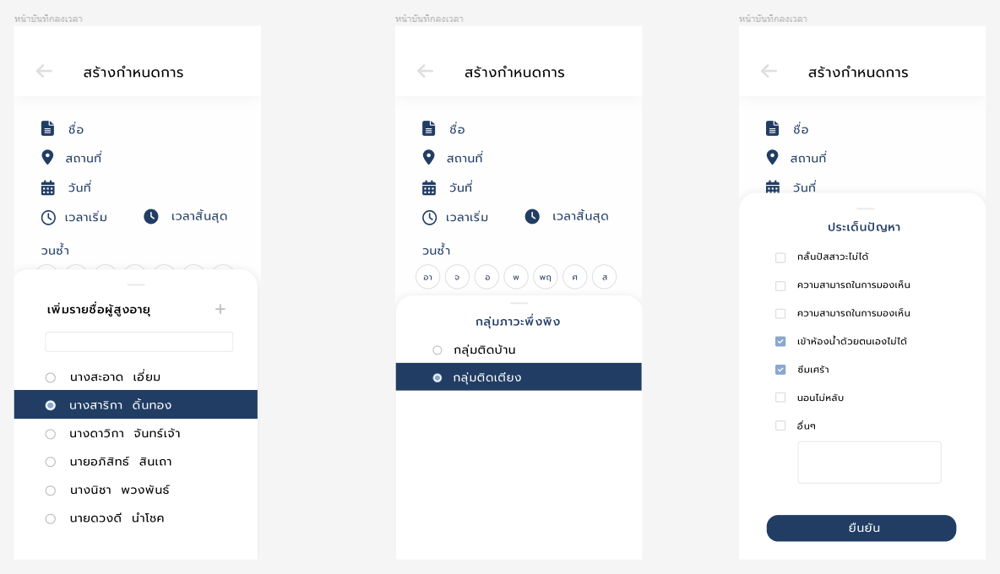 หน้าบันทึกลงเวลา
สร้างกำหนดการ
ชื่อ
สถานที่
วันที่
เวลาเริ่ม เวลาสิ้นสุด
วนซ้ำ
เพิ่มรายชื่อผู้สูงอายุ
นางสะอาด เอี่ยม
นางสาริกา ดิ้นทอง
นางดาวิกา จันทร์เจ้า
นายอภิสิทธ์ สินเถา
นางนิชา พวงพันธ์
นายดวงดี นำโชค
หน้าบันทึกลงเวลา
สร้างกำหนดการ
ชื่อ
สถานที่
วันที่
เวลาเริ่ม เวลาสิ้นสุด
วนซ้ำ
อา จ อ พ พฤ ศ ส
กลุ่มภาวะพึ่งพิง
กลุ่มติดบ้าน
กลุ่มติดเตียง
หน้าบันทึกลงเวลา
สร้างกำหนดการ
ชื่อ
สถานที่
วันที่
ประเด็นปัญหา
กลั้นปัสสาวะไม่ได้
ความสามารถในการมองเห็น
ความสามารถในการมองเห็น
เข้าห้องน้ำด้วยตนเองไม่ได้
ซึมเศร้า
นอนไม่หลับ
อื่นๆ
ยืนยัน